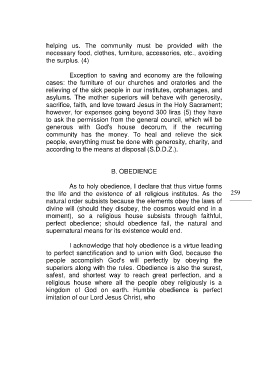 helping us. The community must be provided with the
necessary food, clothes, furniture, accessories, etc., avoiding
the surplus. (4)
Exception to saving and economy are the following
cases: the furniture of our churches and oratories and the
relieving of the sick people in our institutes, orphanages, and
asylums. The mother superiors will behave with generosity,
sacrifice, faith, and love toward Jesus in the Holy Sacrament;
however, for expenses going beyond 300 liras (5) they have
to ask the permission from the general council, which will be
generous with God's house decorum, if the recurring
community has the money. To heal and relieve the sick
people, everything must be done with generosity, charity, and
according to the means at disposal (S.D.D.Z.).
B. OBEDIENCE
As to holy obedience, I declare that thus virtue forms
the life and the existence of all religious institutes. As the
natural order subsists because the elements obey the laws of
divine will (should they disobey, the cosmos would end in a
moment), so a religious house subsists through faithful,
perfect obedience; should obedience fail, the natural and
supernatural means for its existence would end.
259
I acknowledge that holy obedience is a virtue leading
to perfect sanctification and to union with God, because the
people accomplish God's will perfectly by obeying the
superiors along with the rules. Obedience is also the surest,
safest, and shortest way to reach great perfection, and a
religious house where all the people obey religiously is a
kingdom of God on earth. Humble obedience is perfect
imitation of our Lord Jesus Christ, who